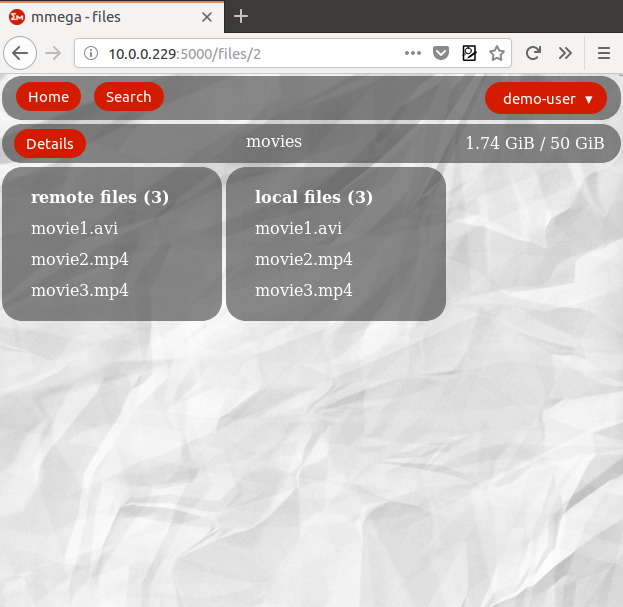 mmega - files
10.0.0.229:5000/files/2
Home Search demo-user ▼
Details movies 1.74 GiB / 50 GiB
remote files (3)
movie1.avi
movie2.mp4
movie3.mp4
local files (3)
movie1.avi
movie2.mp4
movie3.mp4